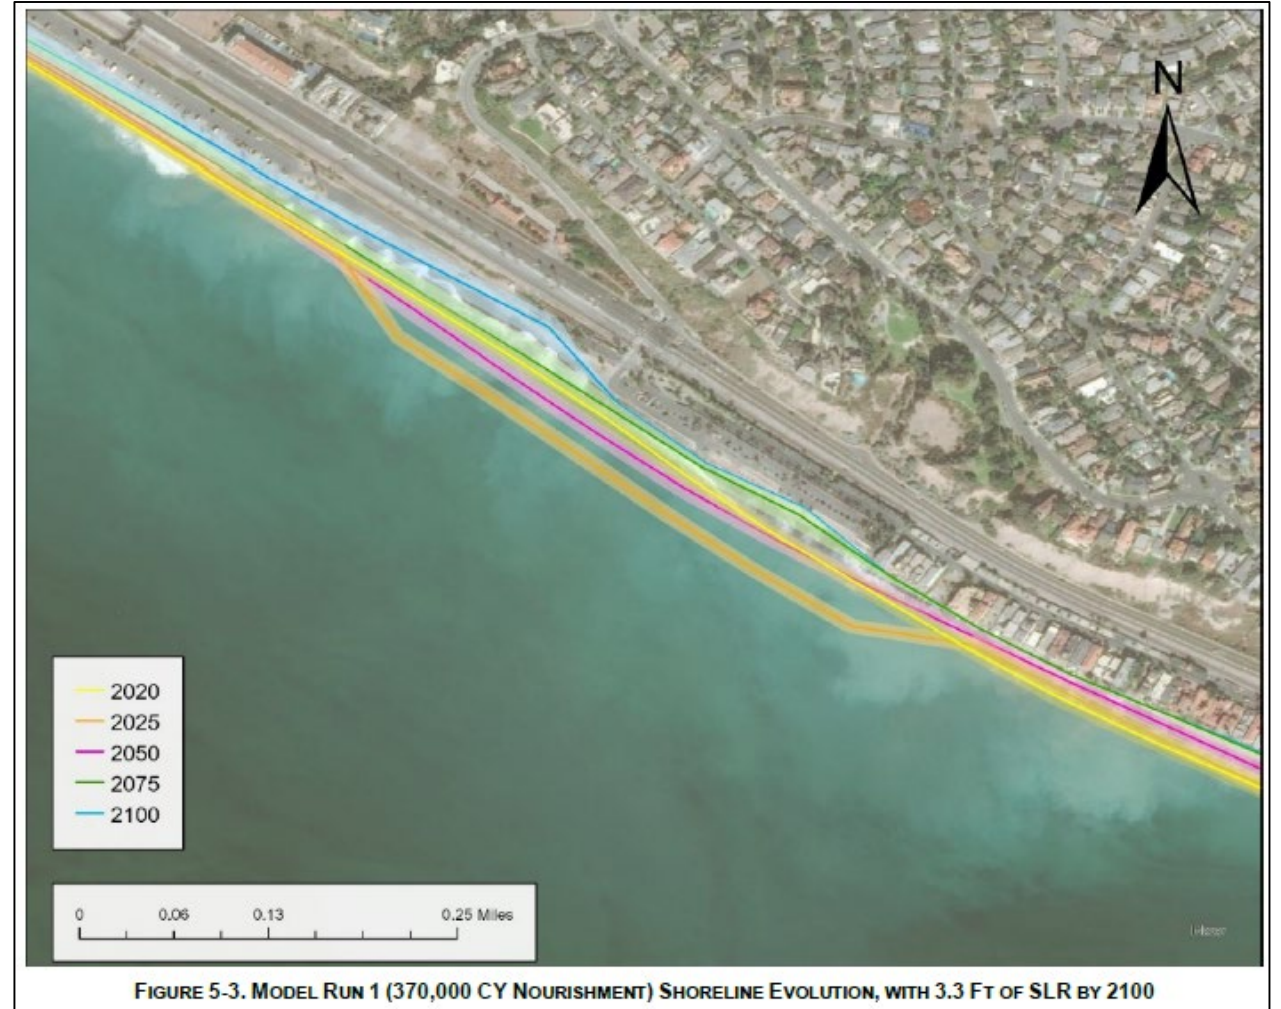 N
2020
2025
2050
2075
2100
0 0.06 0.13 0.25 Miles
FIGURE 5-3. MODEL RUN 1 (370,000 CY NOURISHMENT) SHORELINE EVOLUTION, WITH 3.3 FT OF SLR BY 2100